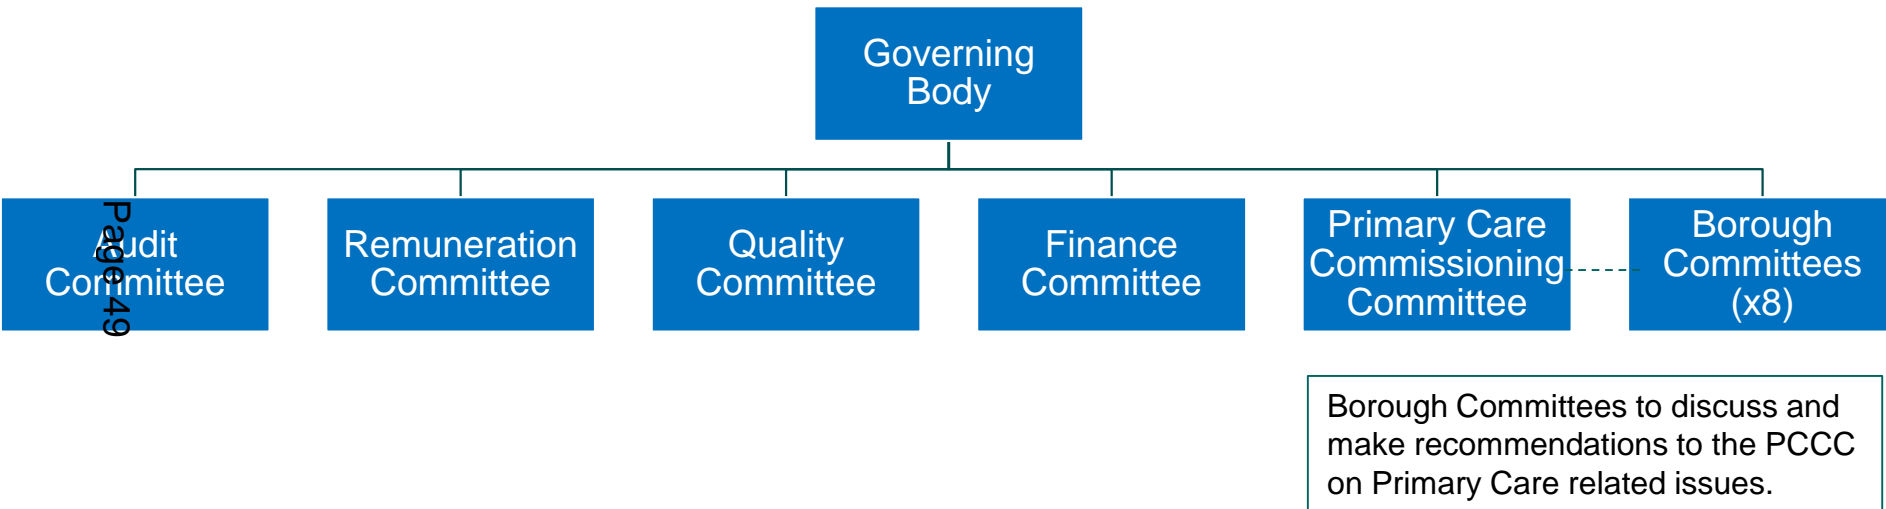 Governing
Body
Audit
Committee
Page 49
Remuneration
Committee
Quality
Committee
Finance
Committee
Primary Care
Commissioning
Committee
Borough
Committees
(x8)
Borough Committees to discuss and
make recommendations to the PCCC
on Primary Care related issues.